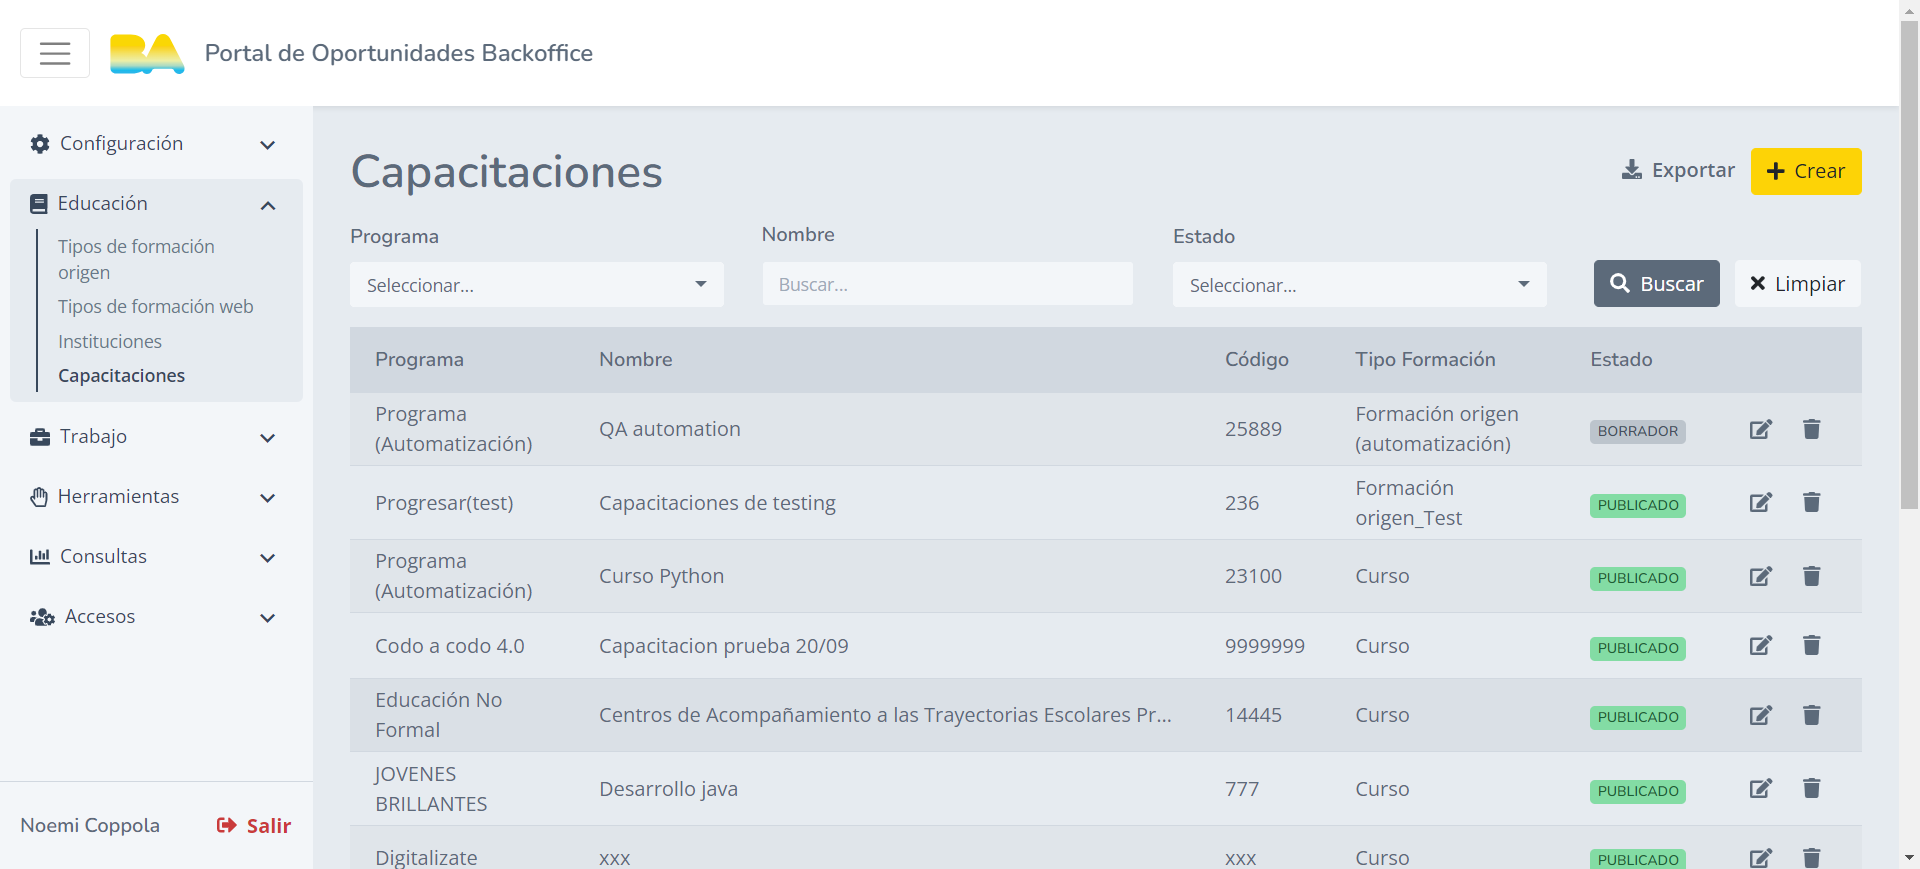 BA Portal de Oportunidades Backoffice
Configuración
Educación
Tipos de formación
origen
Tipos de formación web
Instituciones
Capacitaciones
Trabajo
Herramientas
Consultas
Accesos
Noemi Coppola Salir
Capacitaciones
Exportar
Crear
Programa
Nombre
Estado
Seleccionar...
Buscar...
Seleccionar...
Buscar
Limpiar
Programa Nombre Código Tipo Formación Estado
Programa
(Automatización)
QA automation
25889
Formación origen
(automatización)
BORRADOR
Progresar(test)
Capacitaciones de testing
236
Formación
origen_Test
PUBLICADO
Programa
(Automatización)
Curso Python
23100
Curso
PUBLICADO
Codo a codo 4.0
Capacitacion prueba 20/09
9999999
Curso
PUBLICADO
Educación No
Formal
Centros de Acompañamiento a las Trayectorias Escolares Pr...
14445
Curso
PUBLICADO
JOVENES
BRILLANTES
Desarrollo java
777
Curso
PUBLICADO
Digitalizate
xxx
xxx
Curso
PUBLICADO